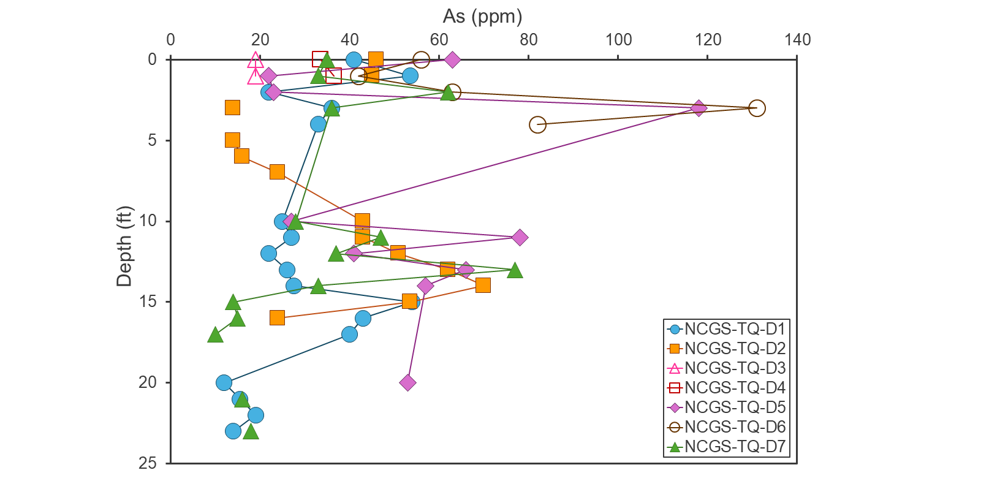 As (ppm)
0 20 40 60 80 100 120 140
0
5
10
15
20
25
Depth (ft)
NCGS-TQ-D1
NCGS-TQ-D2
NCGS-TQ-D3
NCGS-TQ-D4
NCGS-TQ-D5
NCGS-TQ-D6
NCGS-TQ-D7